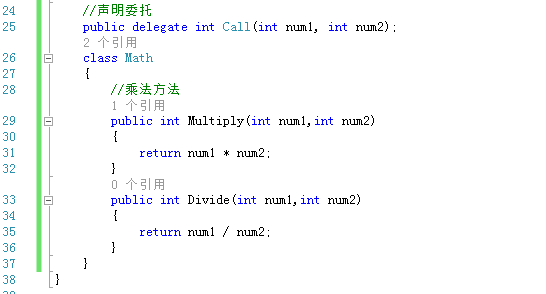 24 //声明委托
25 public delegate int Call(int num1, int num2);
2 个引用
26 class Math
27 {
28 //乘法方法
1 个引用
29 public int Multiply(int num1,int num2)
30 {
31 return num1 * num2;
32 }
0 个引用
33 public int Divide(int num1,int num2)
34 {
35 return num1 / num2;
36 }
37 }
38 }